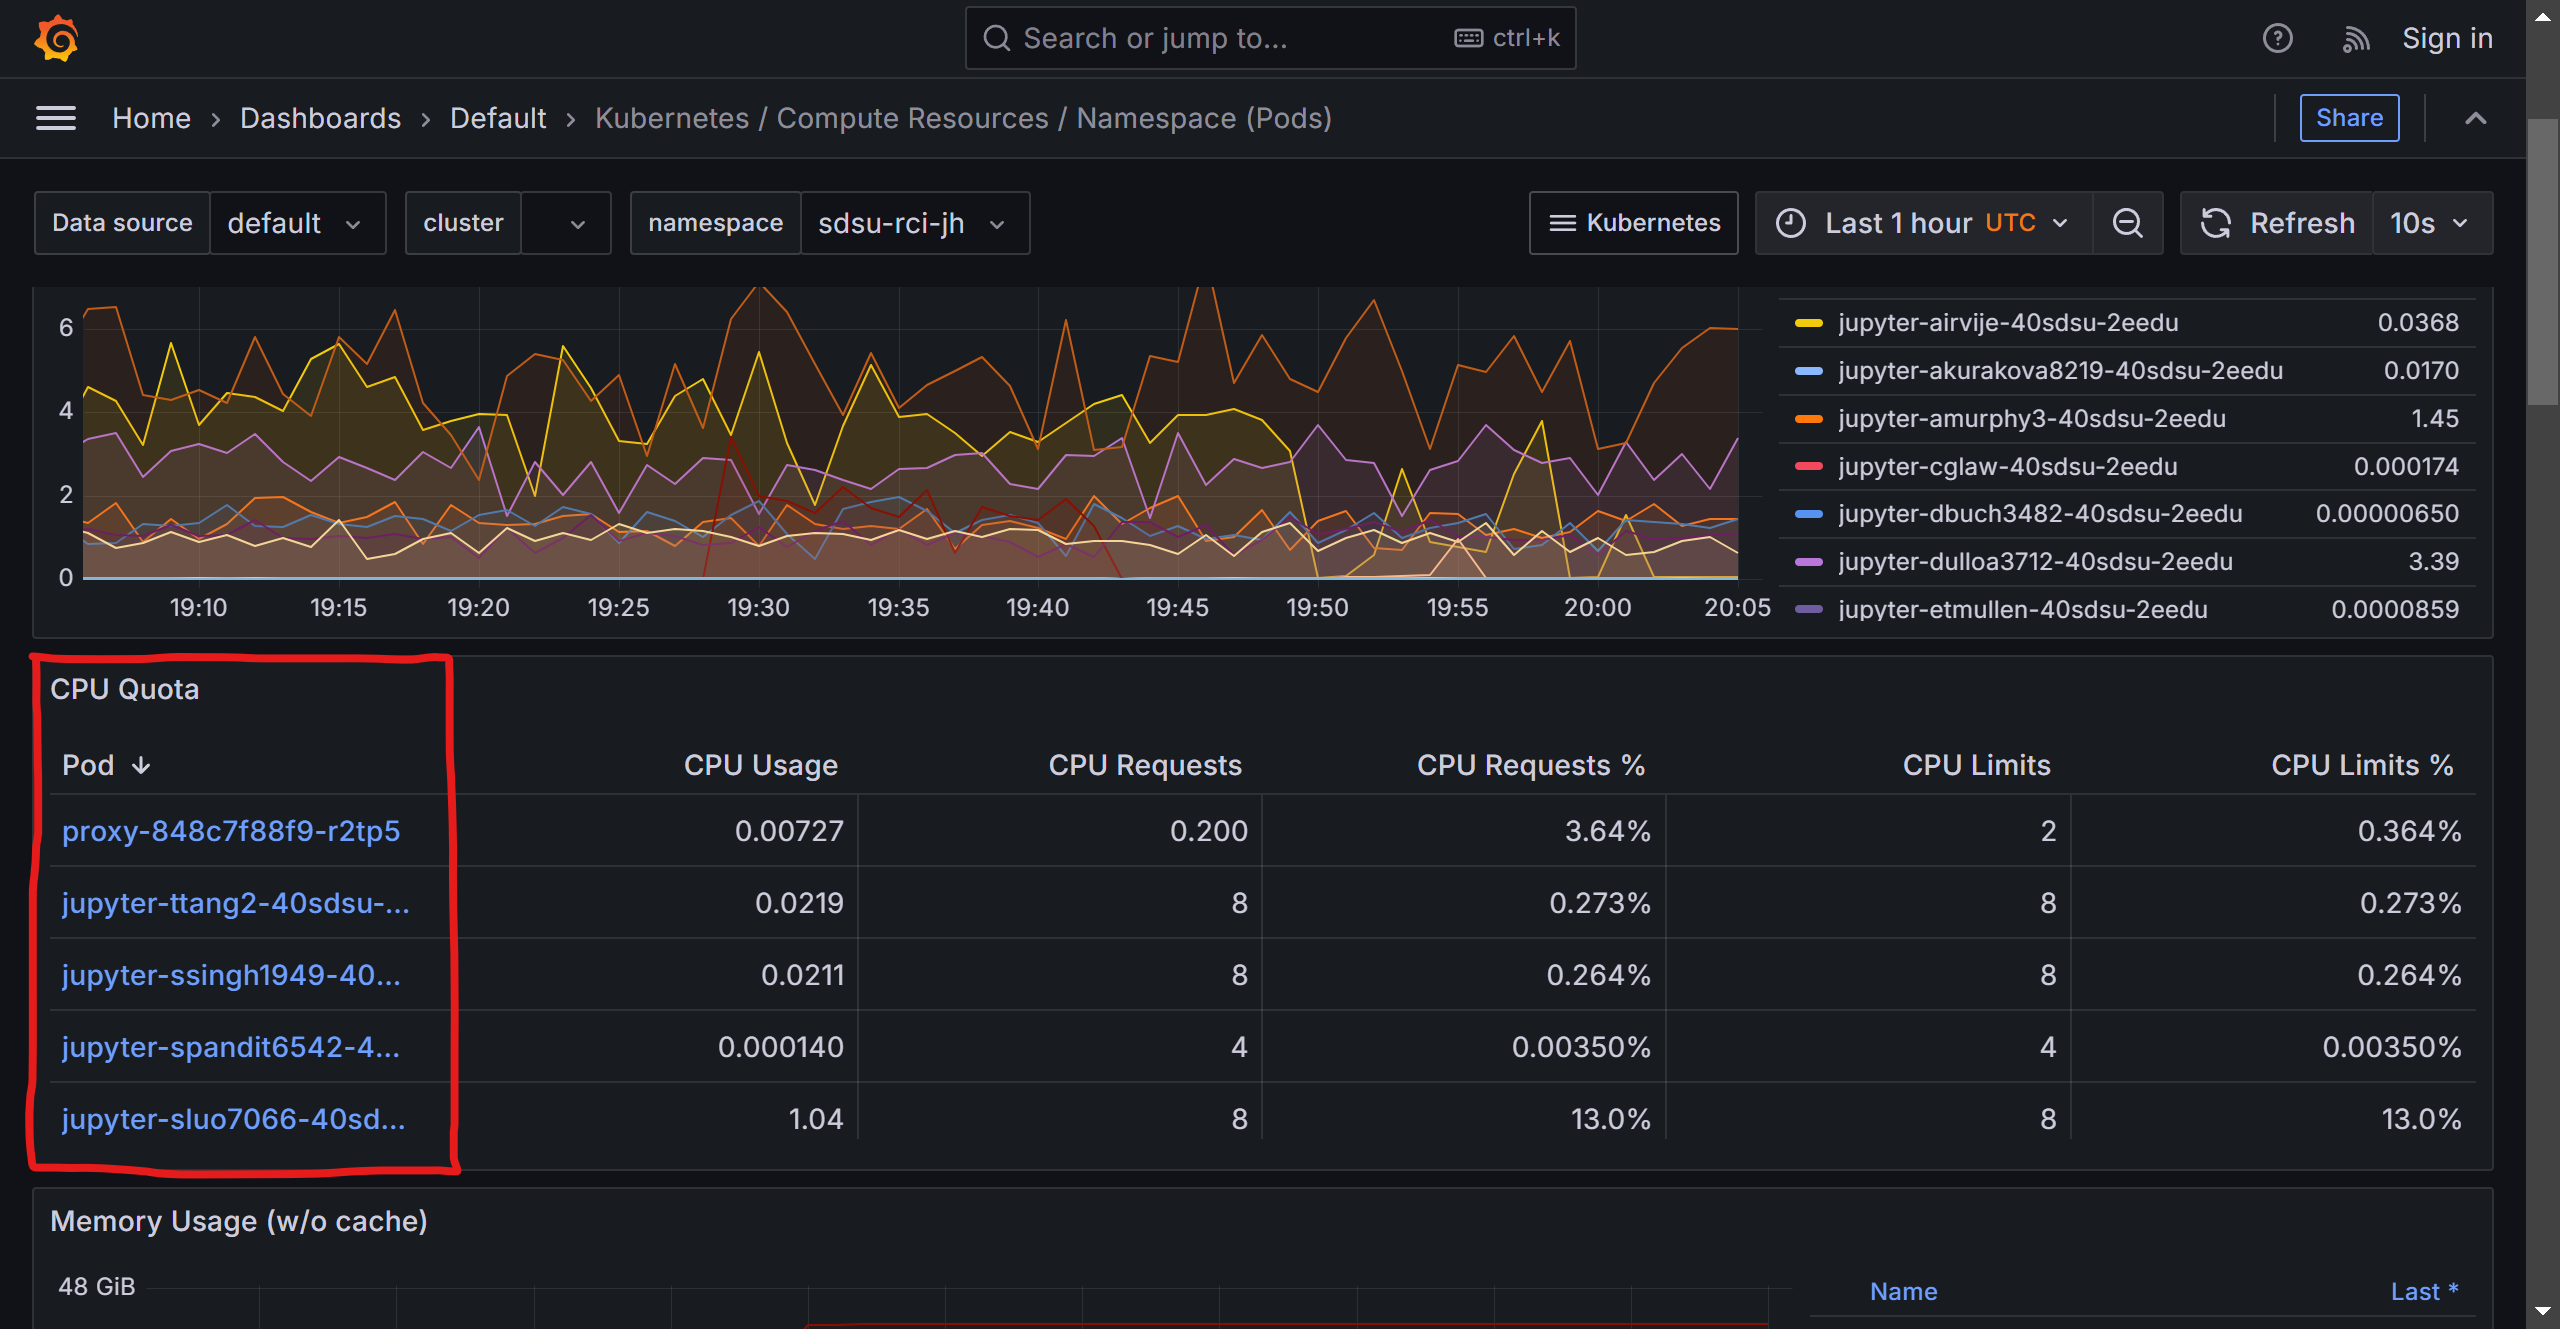 Search or jump to... ctrl+k Sign in
Home › Dashboards › Default › Kubernetes / Compute Resources / Namespace (Pods) Share
Data source default cluster namespace sdsu-rci-jh Kubernetes Last 1 hour UTC Refresh 10s
6
4
2
0
19:10 19:15 19:20 19:25 19:30 19:35 19:40 19:45 19:50 19:55 20:00 20:05
jupyter-airvije-40sdsu-2eedu 0.0368
jupyter-akurakova8219-40sdsu-2eedu 0.0170
jupyter-amurphy3-40sdsu-2eedu 1.45
jupyter-cglaw-40sdsu-2eedu 0.000174
jupyter-dbuch3482-40sdsu-2eedu 0.00000650
jupyter-dulloa3712-40sdsu-2eedu 3.39
jupyter-etmullen-40sdsu-2eedu 0.0000859
CPU Quota
Pod ↓ CPU Usage CPU Requests CPU Requests % CPU Limits CPU Limits %
proxy-848c7f88f9-r2tp5 0.00727 0.200 3.64% 2 0.364%
jupyter-ttang2-40sdsu-... 0.0219 8 0.273% 8 0.273%
jupyter-ssingh1949-40... 0.0211 8 0.264% 8 0.264%
jupyter-spandit6542-4... 0.000140 4 0.00350% 4 0.00350%
jupyter-sluo7066-40sd... 1.04 8 13.0% 8 13.0%
Memory Usage (w/o cache)
48 GiB
Name Last *